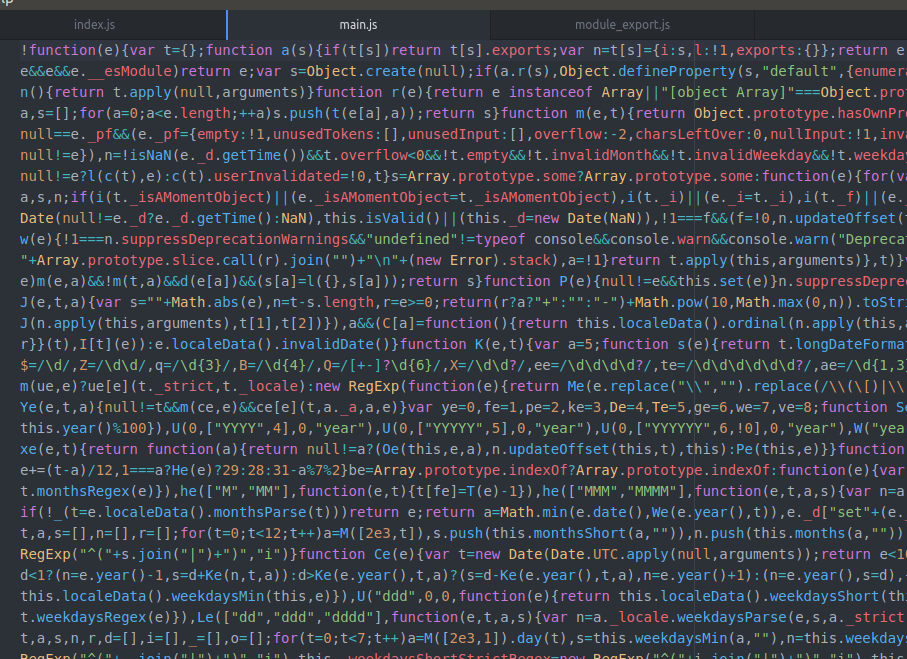 index.js
main.js
module_export.js
!function(e){var t={};function a(s){if(t[s])return t[s].exports;var n=t[s]={i:s,l:!1,exports:{}};return e
e&&e&&e.__esModule)return e;var s=Object.create(null);if(a.r(s),Object.defineProperty(s,"default",{enumera
n(){return t.apply(null,arguments)}function r(e){return e instanceof Array||"[object Array]"===Object.prot
a,s=[];for(a=0;a<e.length;++a)s.push(t(e[a],a));return s}function m(e,t){return Object.prototype.hasOwnPro
null==e._pf&&(e._pf={empty:!1,unusedTokens:[],unusedInput:[],overflow:-2,charsLeftOver:0,nullInput:!1,inva
null!=e}),n=!isNaN(e._d.getTime())&&t.overflow<0&&!t.empty&&!t.invalidMonth&&!t.invalidWeekday&&!t.weekday
null!=e?l(c(t),e):c(t).userInvalidated=!0,t}s=Array.prototype.some?Array.prototype.some:function(e){for(va
a,s,n;if(i(t._isAMomentObject)||(e._isAMomentObject=t._isAMomentObject),i(t._i)||(e._i=t._i),i(t._f)||(e._
Date(null!=e._d?e._d.getTime():NaN),this.isValid()||(this._d=new Date(NaN)),!1===f&&(f=!0,n.updateOffset(t
w(e){!1===n.suppressDeprecationWarnings&&"undefined"!=typeof console&&console.warn&&console.warn("Deprecat
"+Array.prototype.slice.call(r).join("")+"\n"+(new Error).stack),a=!1}return t.apply(this,arguments)},t)}v
e)m(e,a)&&!m(t,a)&&d(e[a])&&(s[a]=l({},s[a]));return s}function P(e){null!=e&&this.set(e)}n.suppressDeprec
J(e,t,a){var s=""+Math.abs(e),n=t-s.length,r=e>=0;return(r?a?"+":"":"-")+Math.pow(10,Math.max(0,n)).toStri
J(n.apply(this,arguments),t[1],t[2])}),a&&(C[a]=function(){return this.localeData().ordinal(n.apply(this,a
r}}(t),I[t](e)):e.localeData().invalidDate()}function K(e,t){var a=5;function s(e){return t.longDateFormat
$=/\d/,Z=/\d\d/,q=/\d{3}/,B=/\d{4}/,Q=/[+-]?\d{6}/,X=/\d\d?/,ee=/\d\d\d\d?/,te=/\d\d\d\d\d\d?/,ae=/\d{1,3}
m(ue,e)?ue[e](t._strict,t._locale):new RegExp(function(e){return Me(e.replace("\\","").replace(/\\(\[)|\\
Ye(e,t,a){null!=t&&m(ce,e)&&ce[e](t,a._a,a,e)}var ye=0,fe=1,pe=2,ke=3,De=4,Te=5,ge=6,we=7,ve=8;function Se
this.year()%100}),U(0,["YYYY",4],0,"year"),U(0,["YYYYY",5],0,"year"),U(0,["YYYYYY",6,!0],0,"year"),W("yea
xe(e,t){return function(a){return null!=a?(Oe(this,e,a),n.updateOffset(this,t),this):Pe(this,e)}}function
e+=(t-a)/12,1===a?He(e)?29:28:31-a%7%2}be=Array.prototype.indexOf?Array.prototype.indexOf:function(e){var
t.monthsRegex(e)}),he(["M","MM"],function(e,t){t[fe]=T(e)-1}),he(["MMM","MMMM"],function(e,t,a,s){var n=a
if(!_(t=e.localeData().monthsParse(t)))return e;return a=Math.min(e.date(),We(e.year(),t)),e._d["set"+(e._
t,a,s=[],n=[],r=[];for(t=0;t<12;t++)a=M([2e3,t]),s.push(this.monthsShort(a,"")),n.push(this.months(a,""))
RegExp("^("+s.join("|")+")","i")}function Ce(e){var t=new Date(Date.UTC.apply(null,arguments));return e<10
d<1?(n=e.year()-1,s=d+Ke(n,t,a)):d>Ke(e.year(),t,a)?(s=d-Ke(e.year(),t,a),n=e.year()+1):(n=e.year(),s=d),
this.localeData().weekdaysMin(this,e)}),U("ddd",0,0,function(e){return this.localeData().weekdaysShort(thi
t.weekdaysRegex(e)}),Le(["dd","ddd","dddd"],function(e,t,a,s){var n=a._locale.weekdaysParse(e,s,a._strict
t,a,s,n,r,d=[],i=[],_=[],o=[];for(t=0;t<7;t++)a=M([2e3,1]).day(t),s=this.weekdaysMin(a,""),n=this.weekdays